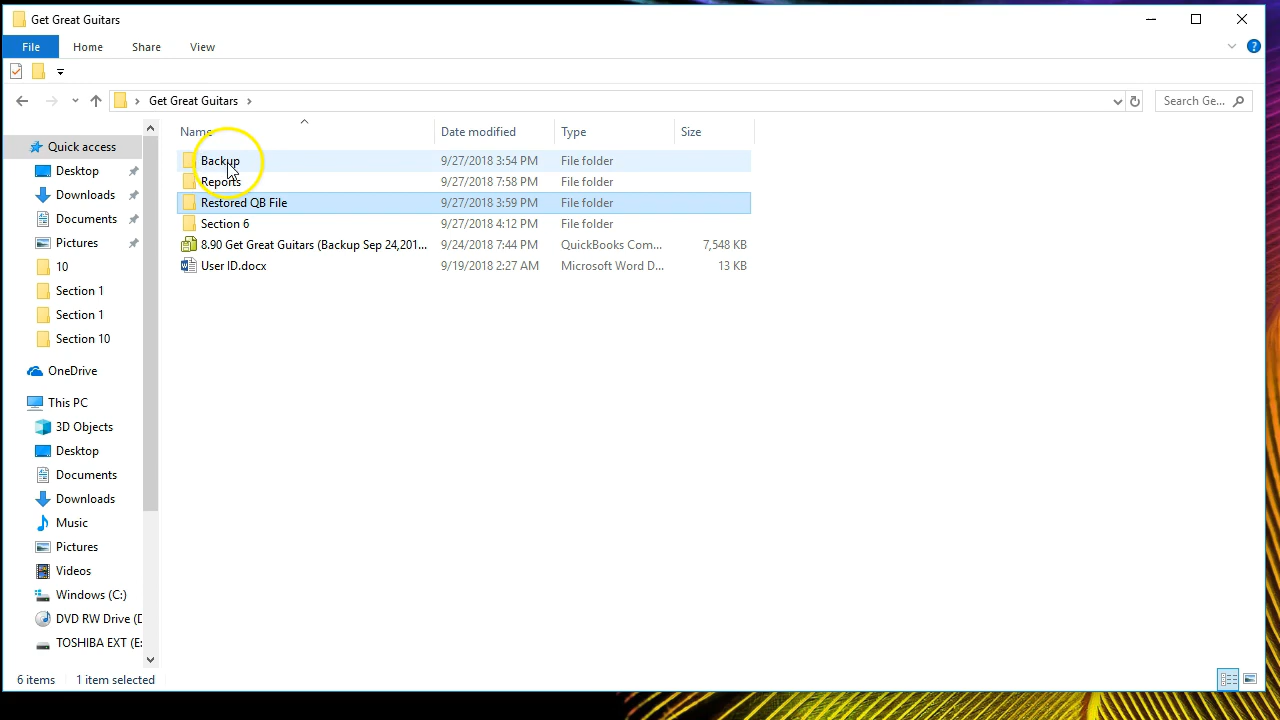 Get Great Guitars
File Home Share View
Get Great Guitars
Search Ge...
Name Date modified Type Size
Backup 9/27/2018 3:54 PM File folder
Reports 9/27/2018 7:58 PM File folder
Restored QB File 9/27/2018 3:59 PM File folder
Section 6 9/27/2018 4:12 PM File folder
8.90 Get Great Guitars (Backup Sep 24,201... 9/24/2018 7:44 PM QuickBooks Com... 7,548 KB
User ID.docx 9/19/2018 2:27 AM Microsoft Word D... 13 KB
Quick access
Desktop
Downloads
Documents
Pictures
10
Section 1
Section 1
Section 10
OneDrive
This PC
3D Objects
Desktop
Documents
Downloads
Music
Pictures
Videos
Windows (C:)
DVD RW Drive (D
TOSHIBA EXT (E:
6 items 1 item selected